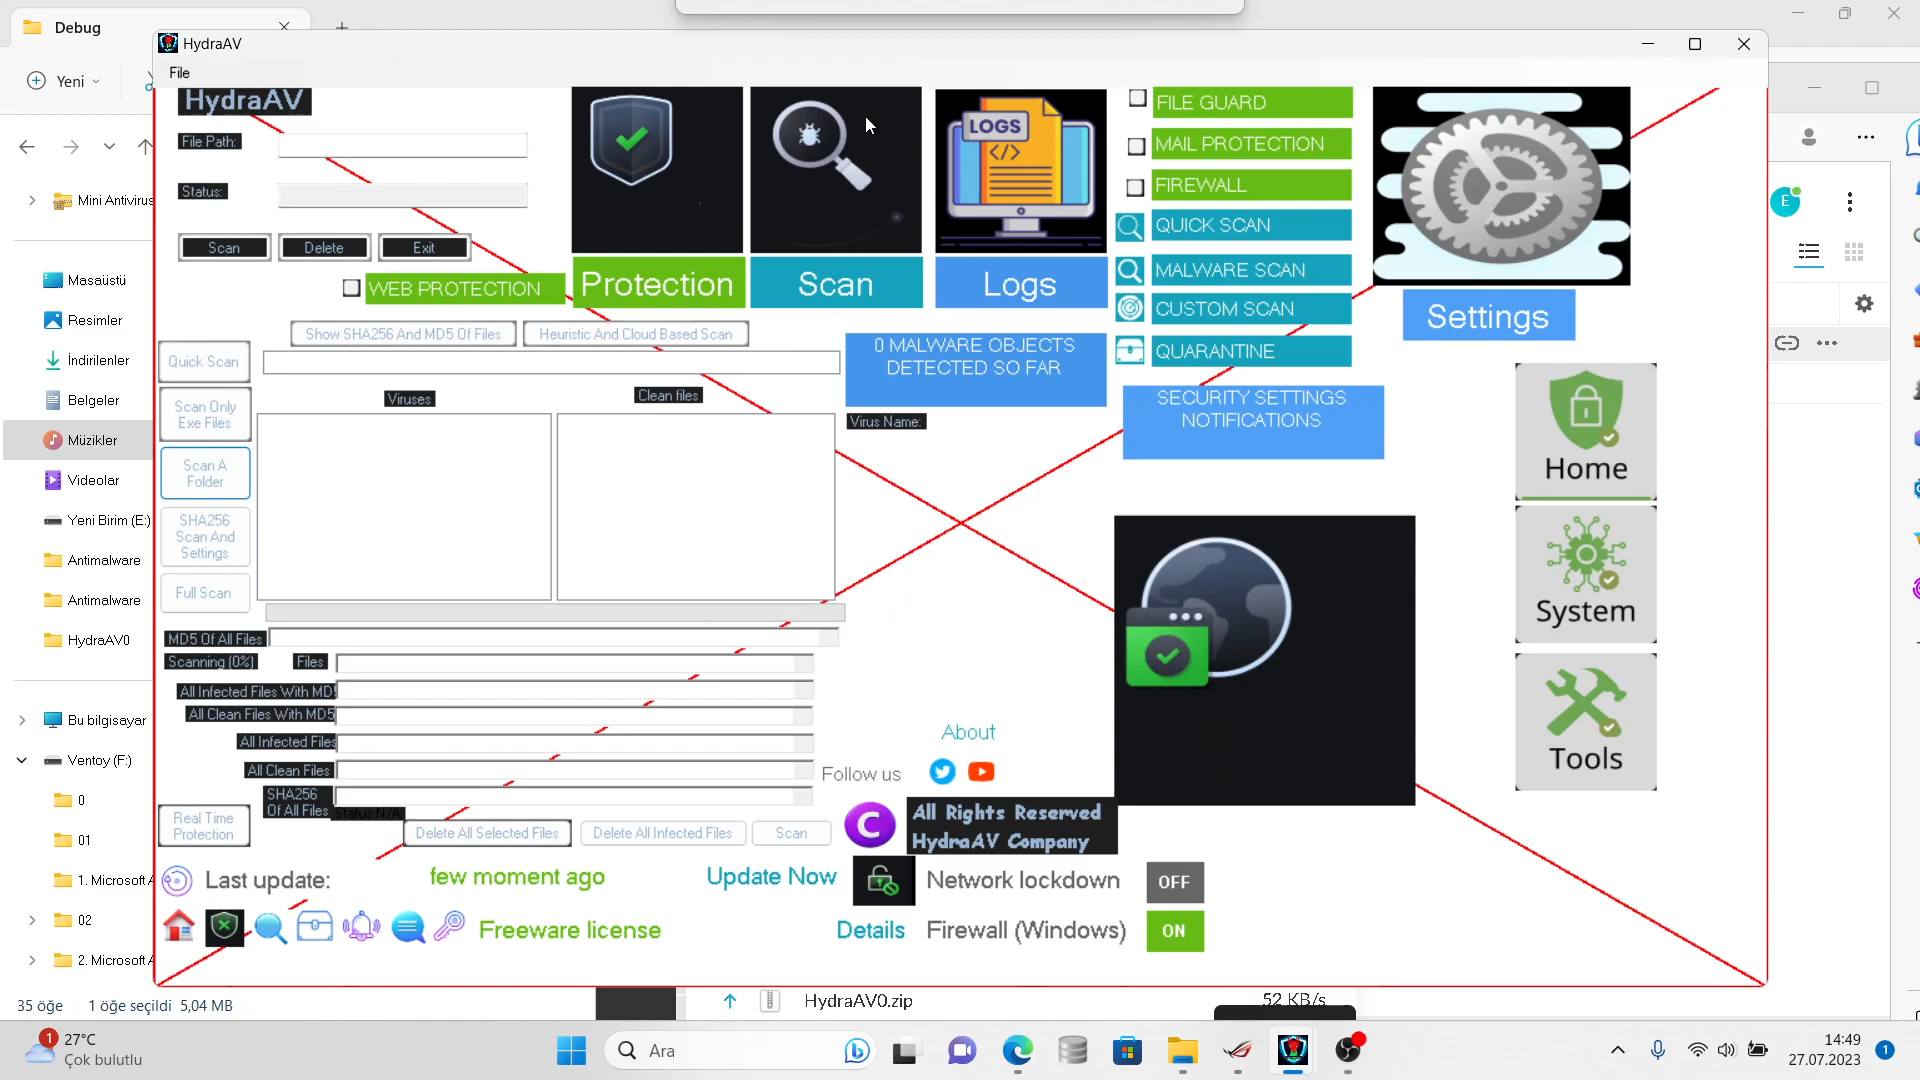 Debug
HydraAV
Yeni
File
HydraAV
File Path:
Status:
Scan
Delete
Exit
WEB PROTECTION
Protection
Scan
LOGS
Logs
FILE GUARD
MAIL PROTECTION
FIREWALL
QUICK SCAN
MALWARE SCAN
CUSTOM SCAN
QUARANTINE
Settings
E
Mini Antivirus
Masaüstü
Resimler
İndirilenler
Belgeler
Müzikler
Videolar
Yeni Birim (E:)
Antimalware
Antimalware
HydraAV0
Bu bilgisayar
Ventoy (F:)
0
01
1. Microsoft A
02
2. Microsoft A
Show SHA256 And MD5 Of Files
Heuristic And Cloud Based Scan
Quick Scan
Scan Only
Exe Files
Scan A
Folder
SHA256
Scan And
Settings
Full Scan
Viruses
Clean files
0 MALWARE OBJECTS
DETECTED SO FAR
Virus Name:
SECURITY SETTINGS
NOTIFICATIONS
Home
System
Tools
MD5 Of All Files
Scanning (0%)
Files
All Infected Files With MD5
All Clean Files With MD5
All Infected Files
All Clean Files
SHA256
Of All Files
Status N/A
Real Time
Protection
Delete All Selected Files
Delete All Infected Files
Scan
About
Follow us
C
All Rights Reserved
HydraAV Company
Last update:
few moment ago
Update Now
Network lockdown
OFF
Freeware license
Details
Firewall (Windows)
ON
35 öğe
1 öğe seçildi 5,04 MB
HydraAV0.zip
52 KB/s
1
27°C
Çok bulutlu
Ara
14:49
27.07.2023
1